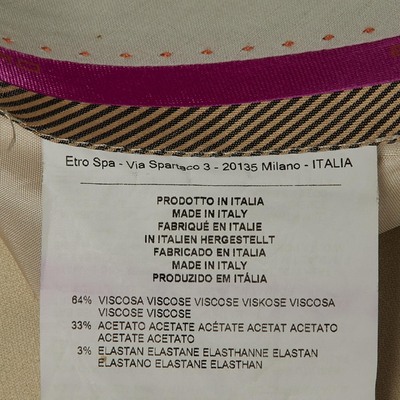 Etro Spa - Via Spartaco 3 - 20135 Milano - ITALIA
PRODOTTO IN ITALIA
MADE IN ITALY
FABRIQUÉ EN ITALIE
IN ITALIEN HERGESTELLT
FABRICADO EN ITALIA
MADE IN ITALY
PRODUZIDO EM ITÁLIA
64% VISCOSA VISCOSE VISCOSE VISKOSE VISCOSA
VISCOSE VISCOSE
33% ACETATO ACETATE ACÉTATE ACETAT ACETATO
ACETATE ACETATO
3% ELASTAN ELASTANE ELASTHANNE ELASTAN
ELASTANO ELASTANE ELASTHAN